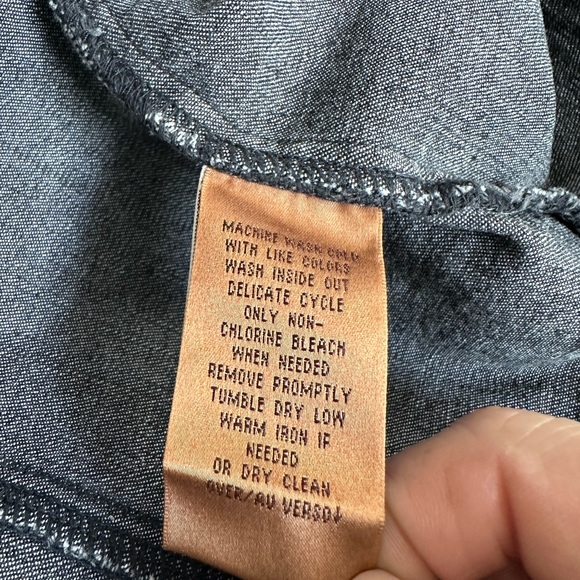 MACHINE WASH COLD
WITH LIKE COLORS
WASH INSIDE OUT
DELICATE CYCLE
ONLY NON-
CHLORINE BLEACH
WHEN NEEDED
REMOVE PROMPTLY
TUMBLE DRY LOW
WARM IRON IF
NEEDED
OR DRY CLEAN
OVER/AU VERSO↓